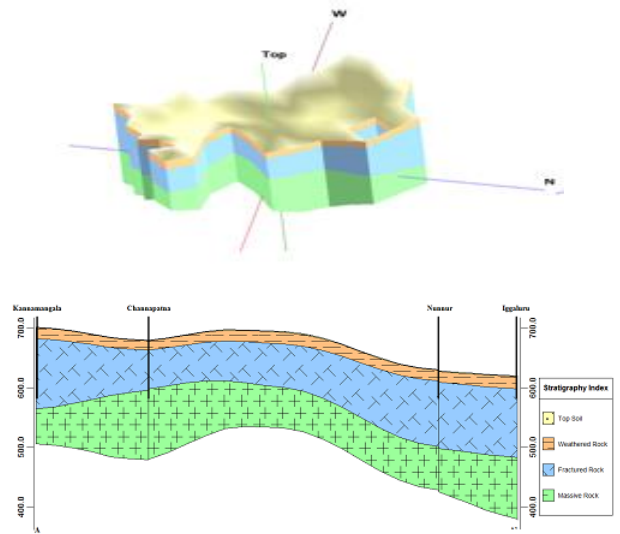 W
Top
N
Kannamangala Channapatna Nunnur Iggaluru
700.0 700.0
600.0 600.0
500.0 500.0
400.0 400.0
Stratigraphy Index
Top Soil
Weathered Rock
Fractured Rock
Massive Rock
A